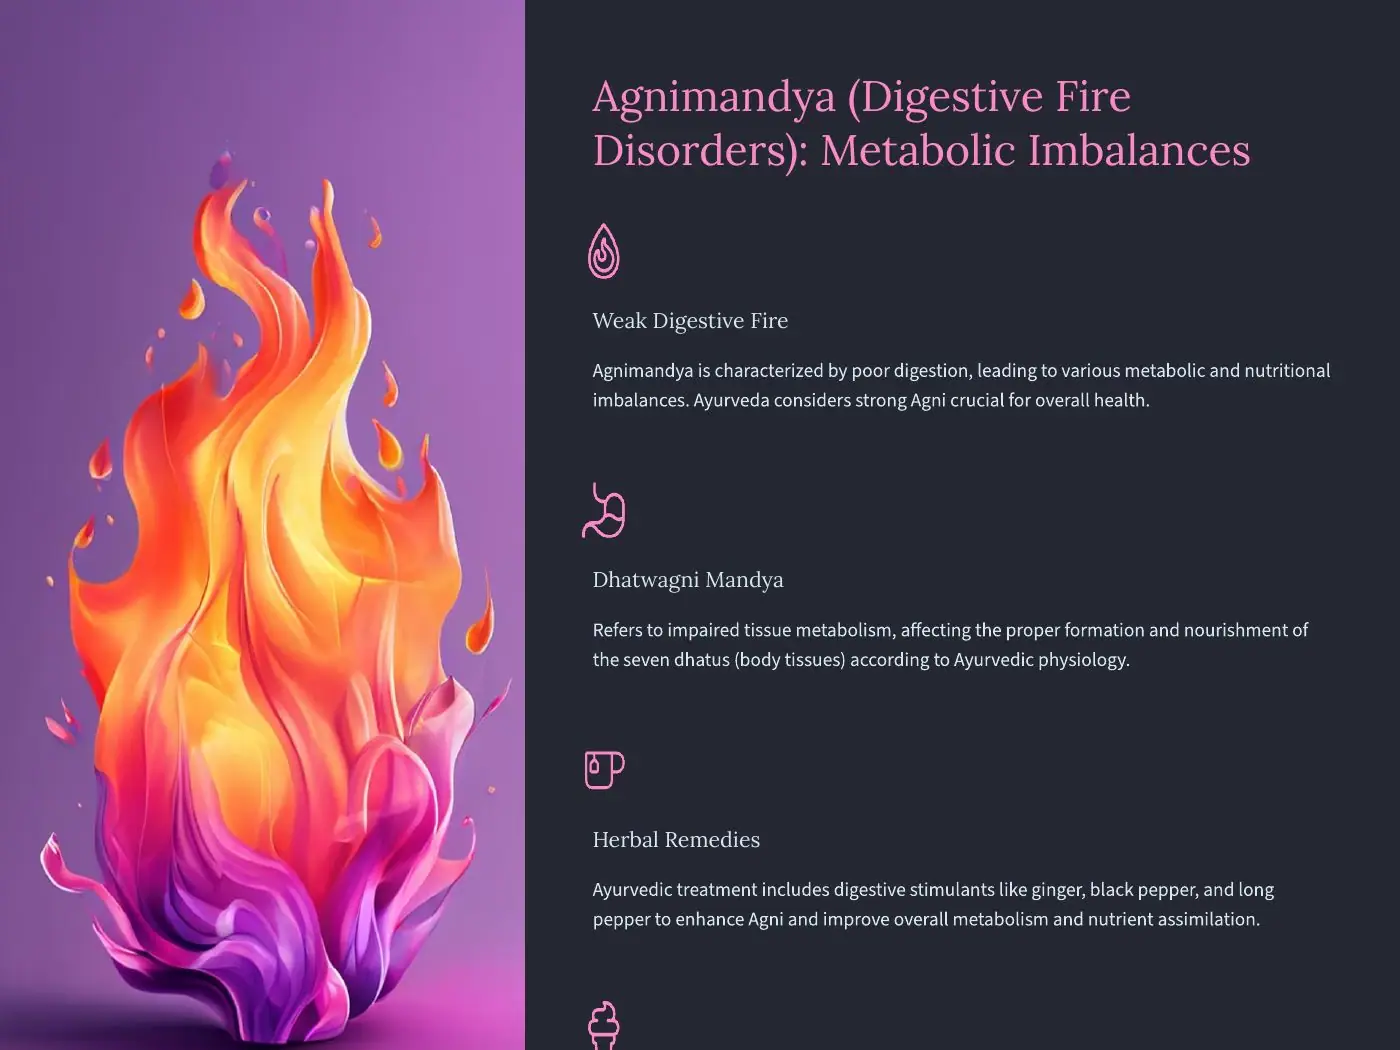 Agnimandya (Digestive Fire
Disorders): Metabolic Imbalances
Weak Digestive Fire
Agnimandya is characterized by poor digestion, leading to various metabolic and nutritional
imbalances. Ayurveda considers strong Agni crucial for overall health.
Dhatwagni Mandya
Refers to impaired tissue metabolism, affecting the proper formation and nourishment of
the seven dhatus (body tissues) according to Ayurvedic physiology.
Herbal Remedies
Ayurvedic treatment includes digestive stimulants like ginger, black pepper, and long
pepper to enhance Agni and improve overall metabolism and nutrient assimilation.